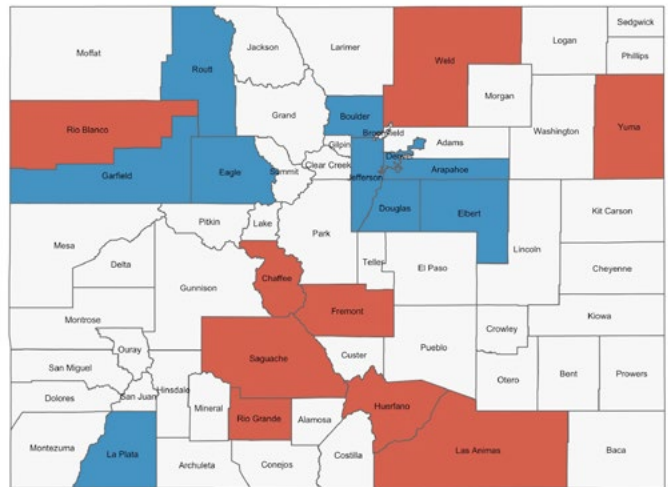 Sedgwick
Moffat
Jackson
Larimer
Logan
Phillips
Routt
Weld
Grand
Morgan
Rio Blanco
Boulder
Broomfield
Washington
Yuma
Gilpin
Adams
Denver
Garfield
Eagle
Summit
Clear Creek
Jefferson
Arapahoe
Pitkin
Lake
Park
Douglas
Elbert
Kit Carson
Mesa
Delta
Teller
El Paso
Lincoln
Cheyenne
Gunnison
Chaffee
Fremont
Montrose
Crowley
Kiowa
Ouray
Pueblo
San Miguel
Saguache
Custer
Otero
Bent
Prowers
Dolores
San Juan
Hinsdale
Mineral
Rio Grande
Alamosa
Huerfano
Montezuma
La Plata
Archuleta
Conejos
Costilla
Las Animas
Baca